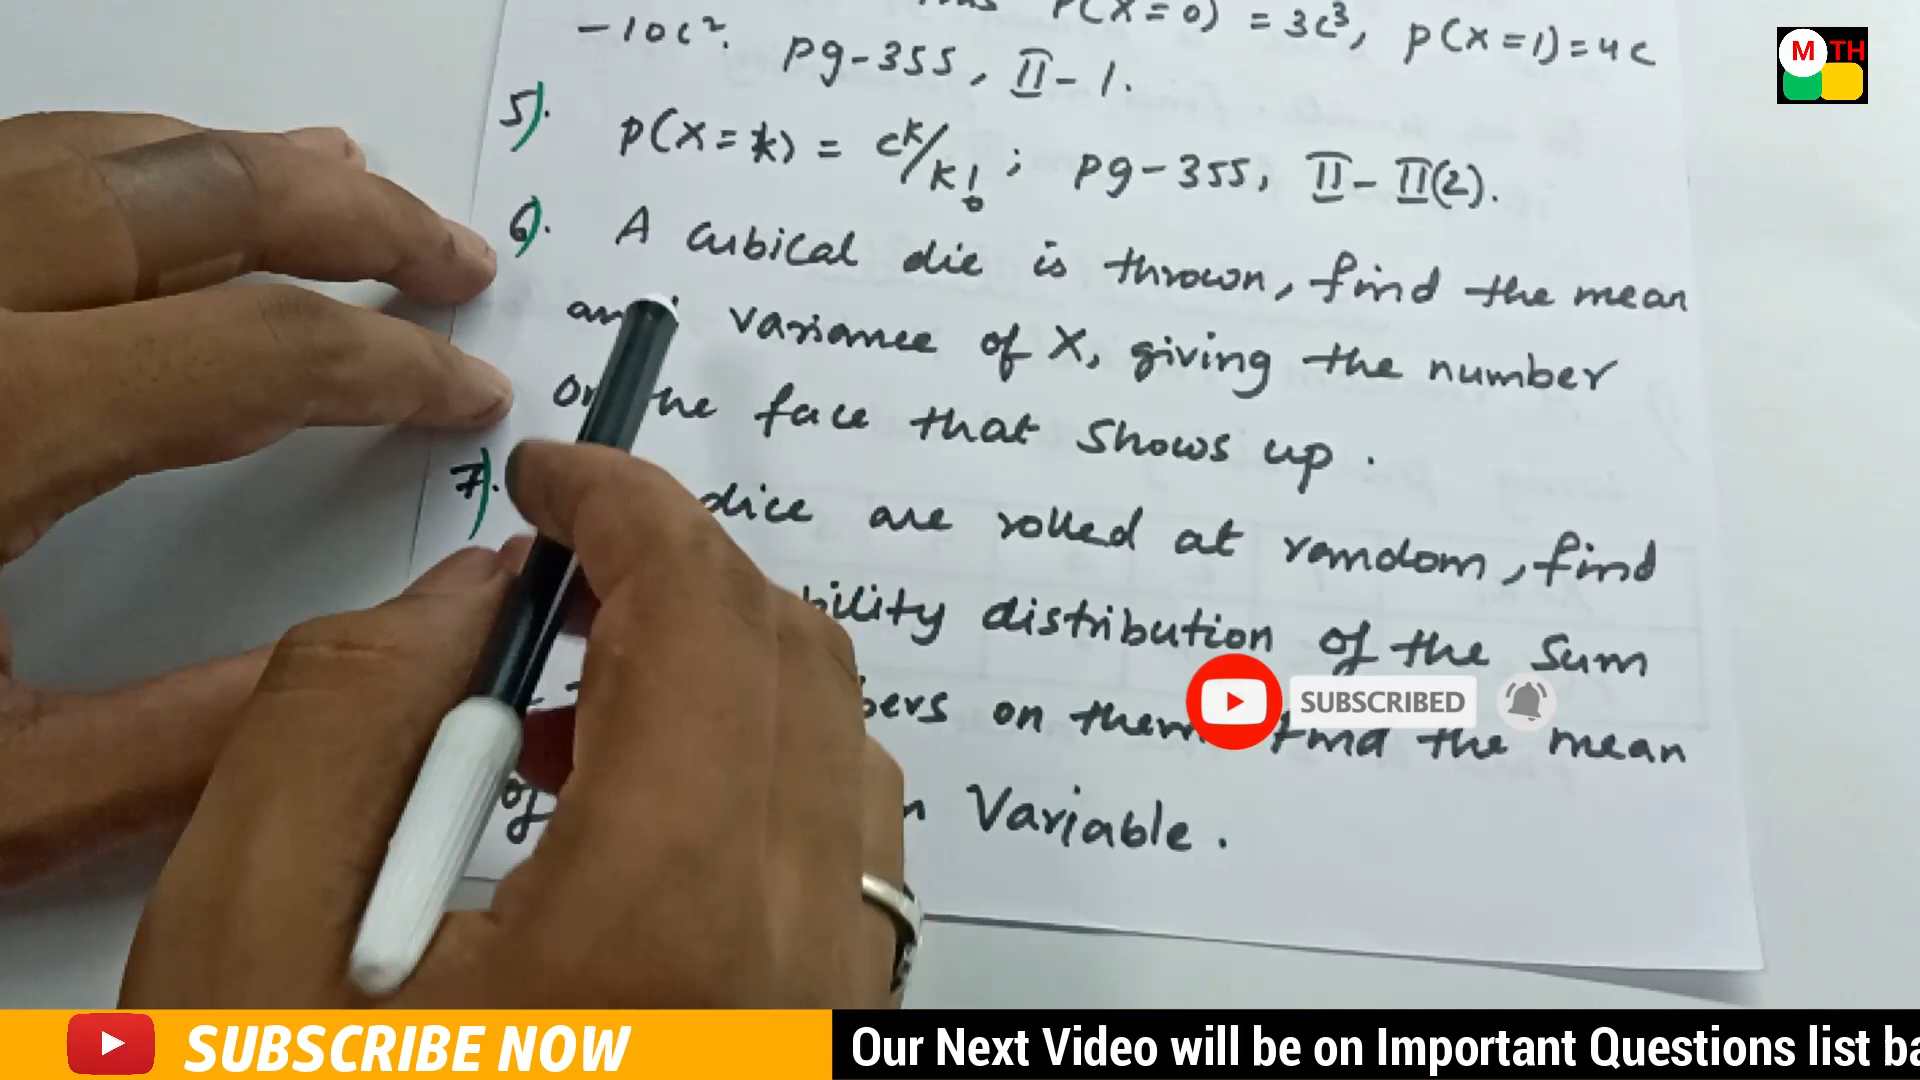 P(X=0) = 3c³, P(X=1)=4c
-10c². pg-355, II-1.
5). P(X=k) = c^k/k! ; pg-355, II-II(2).
6). A cubical die is thrown, find the mean
variance of X, giving the number
the face that shows up.
7). dice are rolled at random, find
distribution of the sum
on them find the mean
of Variable.
M TH
SUBSCRIBED
SUBSCRIBE NOW
Our Next Video will be on Important Questions list ba